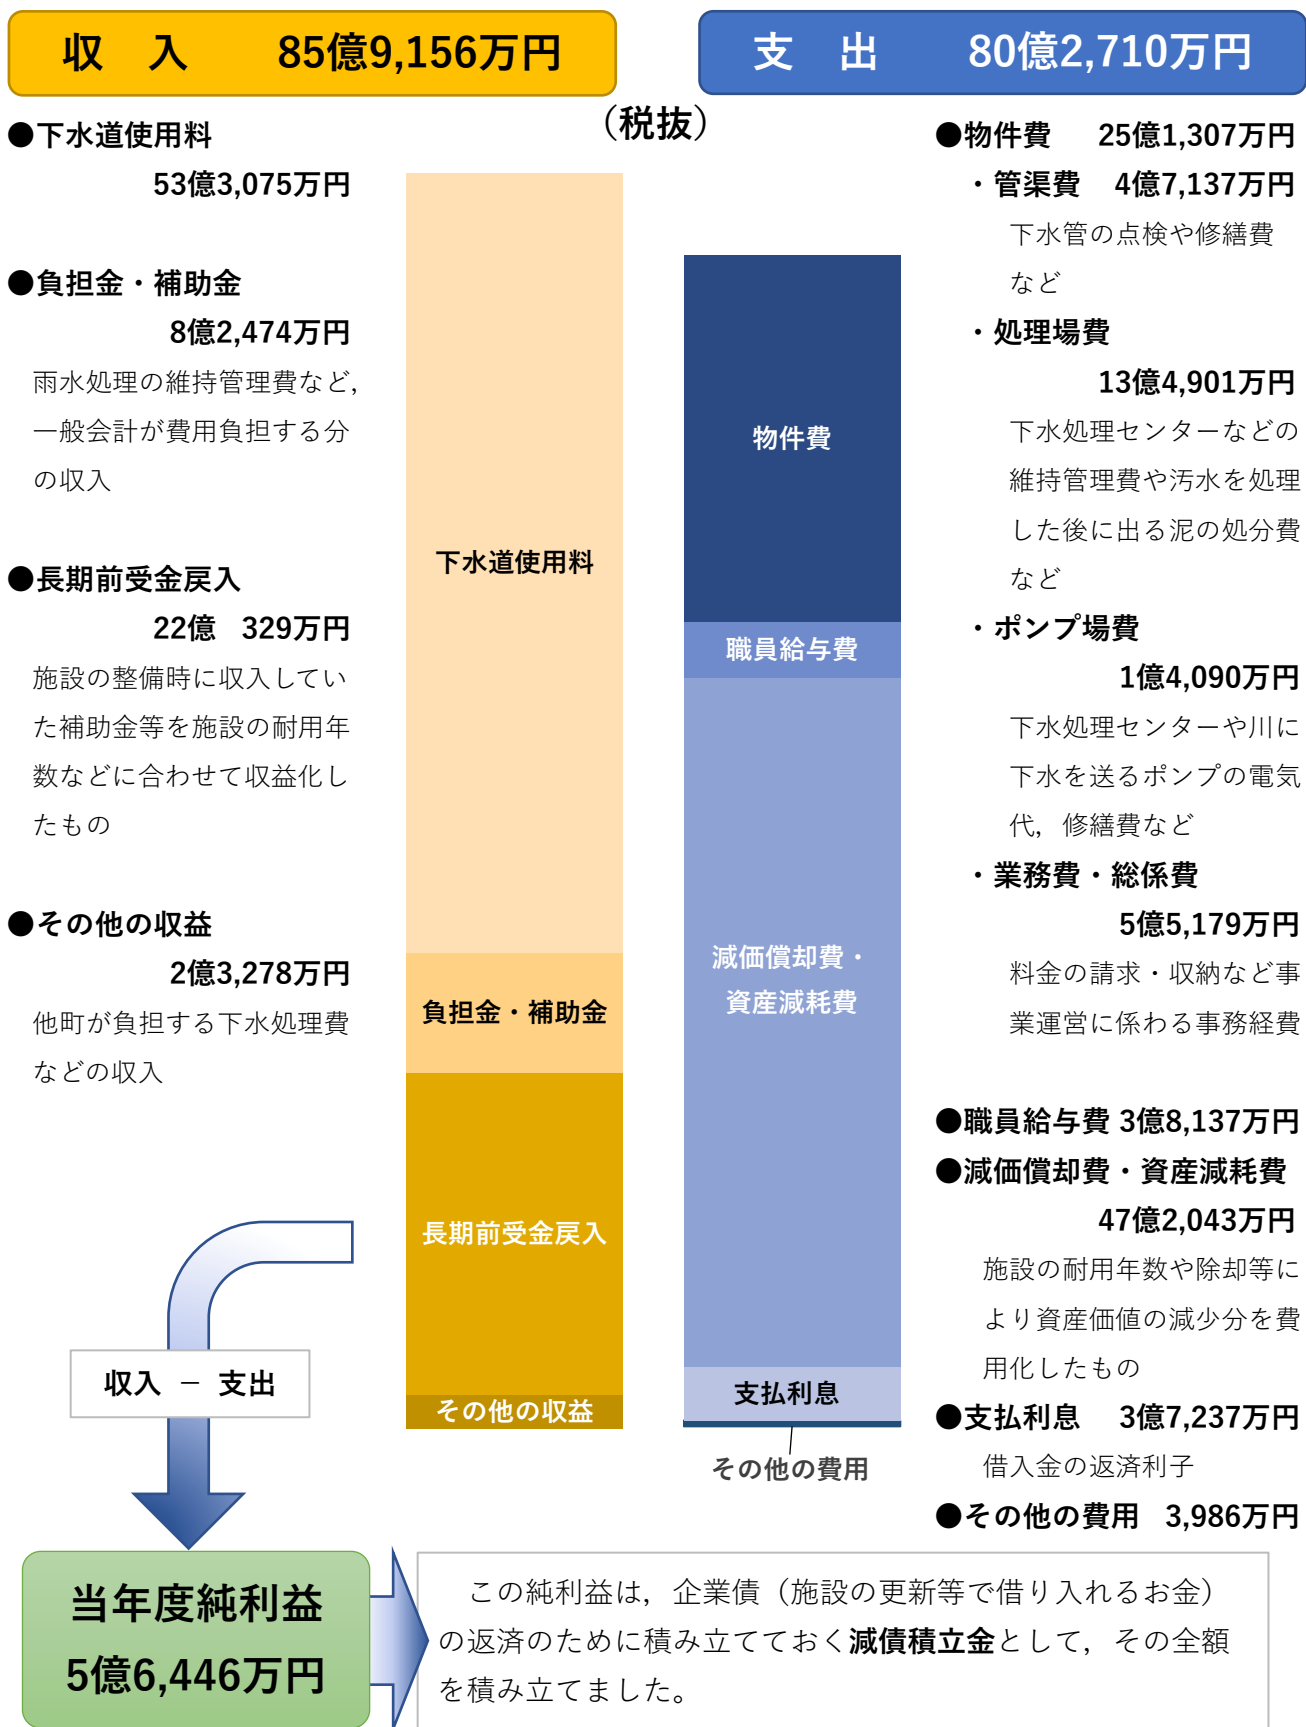 収　入　　85億9,156万円
支　出　　80億2,710万円
（税抜）
●下水道使用料
53億3,075万円
●負担金・補助金
8億2,474万円
雨水処理の維持管理費など，
一般会計が費用負担する分
の収入
●長期前受金戻入
22億　329万円
施設の整備時に収入してい
た補助金等を施設の耐用年
数などに合わせて収益化し
たもの
●その他の収益
2億3,278万円
他町が負担する下水処理費
などの収入
下水道使用料
負担金・補助金
長期前受金戻入
その他の収益
物件費
職員給与費
減価償却費・
資産減耗費
支払利息
その他の費用
●物件費　25億1,307万円
・管渠費　4億7,137万円
下水管の点検や修繕費
など
・処理場費
13億4,901万円
下水処理センターなどの
維持管理費や汚水を処理
した後に出る泥の処分費
など
・ポンプ場費
1億4,090万円
下水処理センターや川に
下水を送るポンプの電気
代，修繕費など
・業務費・総係費
5億5,179万円
料金の請求・収納など事
業運営に係わる事務経費
●職員給与費 3億8,137万円
●減価償却費・資産減耗費
47億2,043万円
施設の耐用年数や除却等に
より資産価値の減少分を費
用化したもの
●支払利息　3億7,237万円
借入金の返済利子
●その他の費用　3,986万円
収入　−　支出
当年度純利益
5億6,446万円
この純利益は，企業債（施設の更新等で借り入れるお金）
の返済のために積み立てておく減債積立金として，その全額
を積み立てました。